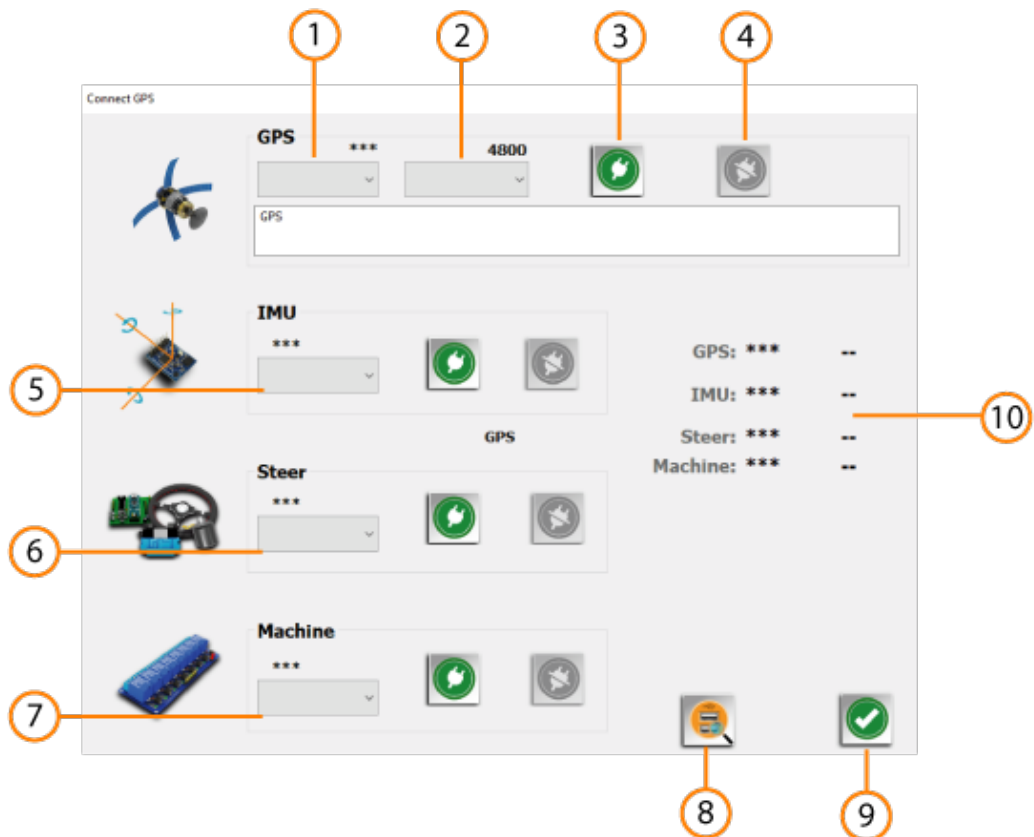 1
2
3
4
Connect GPS
GPS
***
4800
GPS
IMU
***
GPS: *** --
5
IMU: *** --
10
GPS
Steer: *** --
Steer
Machine: *** --
***
6
Machine
***
7
8
9